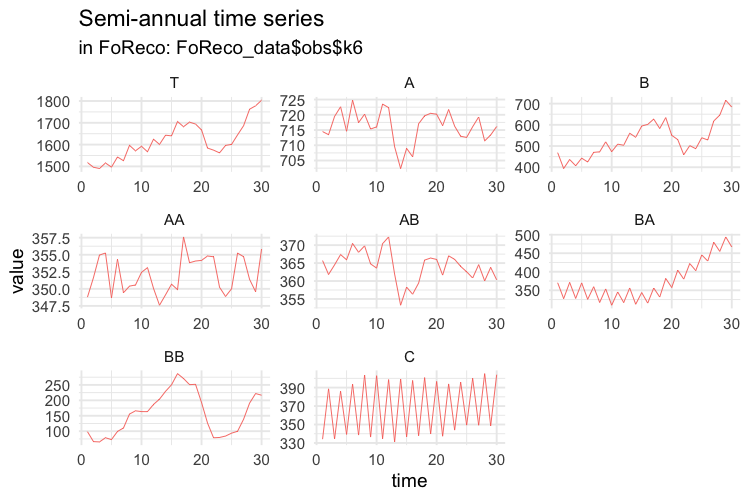 Semi-annual time series
in FoReco: FoReco_data$obs$k6
T
A
B
1800
1700
1600
1500
0 10 20 30
725
720
715
710
705
0 10 20 30
700
600
500
400
0 10 20 30
value
AA
AB
BA
357.5
355.0
352.5
350.0
347.5
0 10 20 30
370
365
360
355
0 10 20 30
500
450
400
350
0 10 20 30
BB
C
250
200
150
100
0 10 20 30
390
370
350
330
0 10 20 30
time